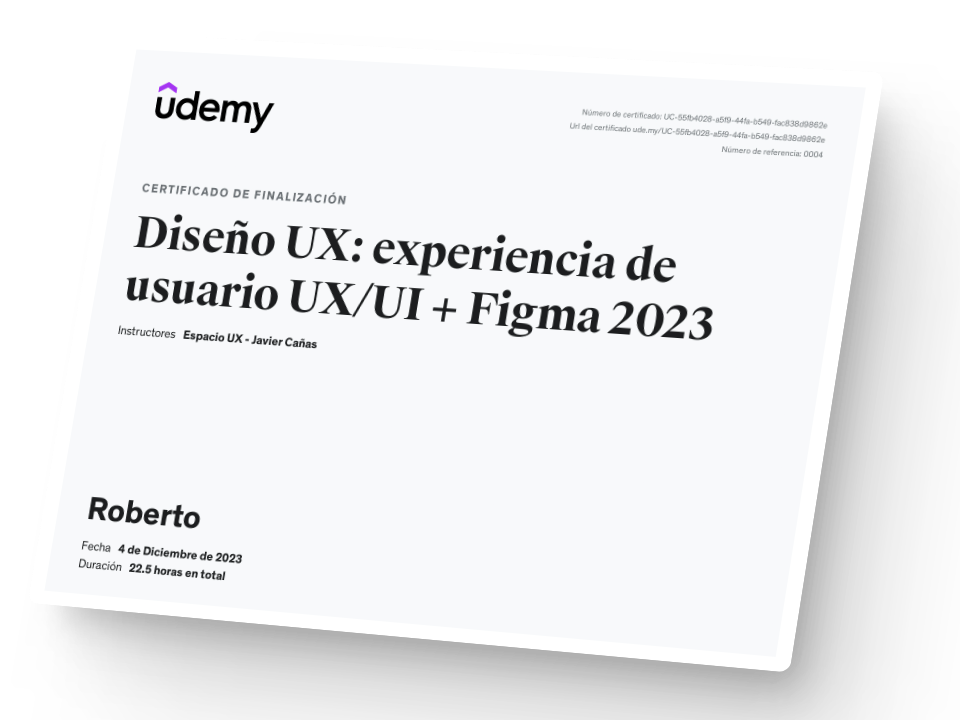 udemy
Número de certificado: UC-55fb4028-a5f9-44fa-b549-fac838d9862e
Url del certificado ude.my/UC-55fb4028-a5f9-44fa-b549-fac838d9862e
Número de referencia: 0004
CERTIFICADO DE FINALIZACIÓN
Diseño UX: experiencia de
usuario UX/UI + Figma 2023
Instructores Espacio UX - Javier Cañas
Roberto
Fecha 4 de Diciembre de 2023
Duración 22.5 horas en total